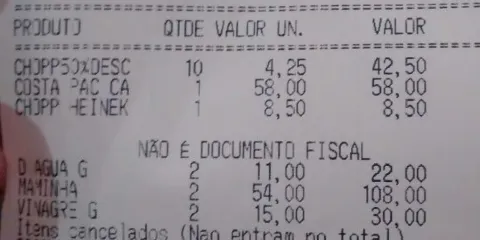 PRODUTO QTDE VALOR UN. VALOR
CHOPP50%DESC 10 4,25 42,50
COSTA PAC CA 1 58,00 58,00
CHOPP HEINEK 1 8,50 8,50
NÃO É DOCUMENTO FISCAL
D AGUA G 2 11,00 22,00
MAMINHA 2 54,00 108,00
VINAGRE G 2 15,00 30,00
Itens cancelados (Nao entram no total)